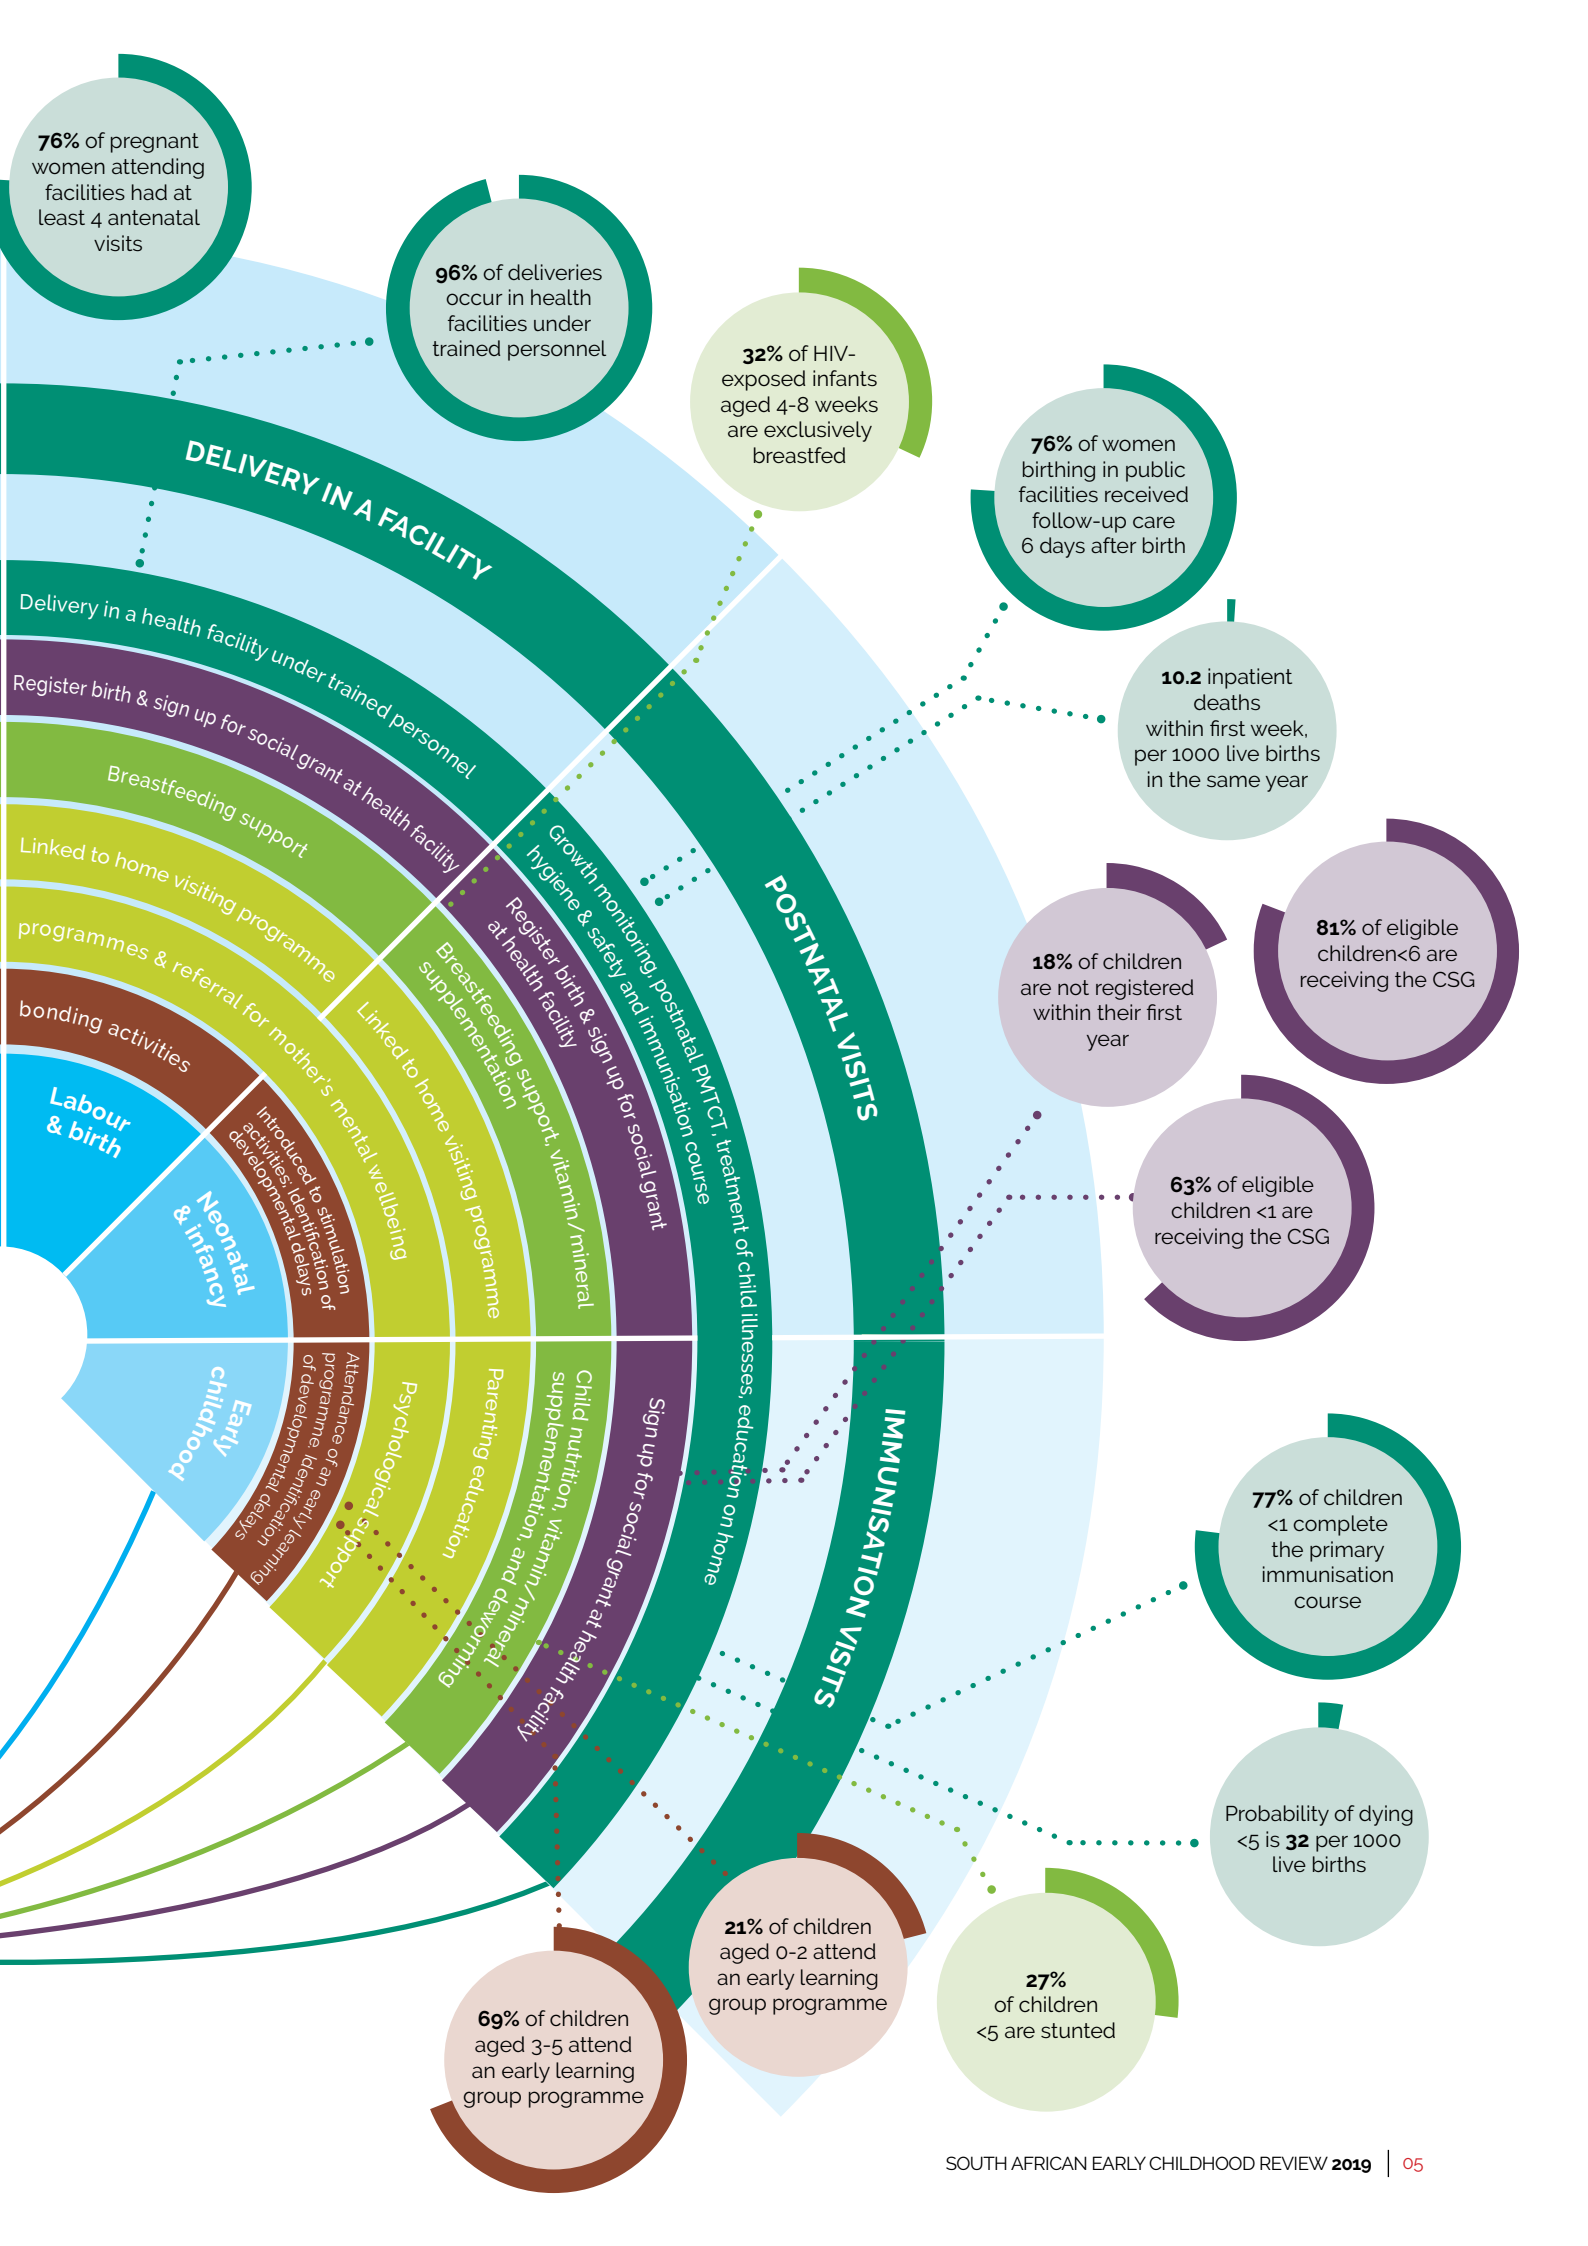 76% of pregnant
women attending
facilities had at
least 4 antenatal
visits
96% of deliveries
occur in health
facilities under
trained personnel
32% of HIV-
exposed infants
aged 4-8 weeks
are exclusively
breastfed
76% of women
birthing in public
facilities received
follow-up care
6 days after birth
10.2 inpatient
deaths
within first week,
per 1000 live births
in the same year
81% of eligible
children<6 are
receiving the CSG
18% of children
are not registered
within their first
year
63% of eligible
children <1 are
receiving the CSG
77% of children
<1 complete
the primary
immunisation
course
Probability of dying
<5 is 32 per 1000
live births
27%
of children
<5 are stunted
21% of children
aged 0-2 attend
an early learning
group programme
69% of children
aged 3-5 attend
an early learning
group programme
DELIVERY IN A FACILITY
POSTNATAL VISITS
IMMUNISATION VISITS
Delivery in a health facility under trained personnel
Register birth & sign up for social grant at health facility
Breastfeeding support
Linked to home visiting programme
programmes & referral for mother's mental wellbeing
bonding activities
Labour
& birth
Growth monitoring, postnatal PMTCT, treatment of child illnesses, education on home
hygiene & safety and immunisation course
Register birth & sign up for social grant
at health facility
Breastfeeding support, vitamin/mineral
supplementation
Linked to home visiting programme
Introduced to stimulation
activities; identification of
developmental delays
Neonatal
& infancy
Sign up for social grant at health facility
Child nutrition, vitamin/mineral
supplementation, and deworming
Parenting education
Psychological support
Attendance of an early learning
programme. Identification
of developmental delays
Early
childhood
SOUTH AFRICAN EARLY CHILDHOOD REVIEW 2019 | 05